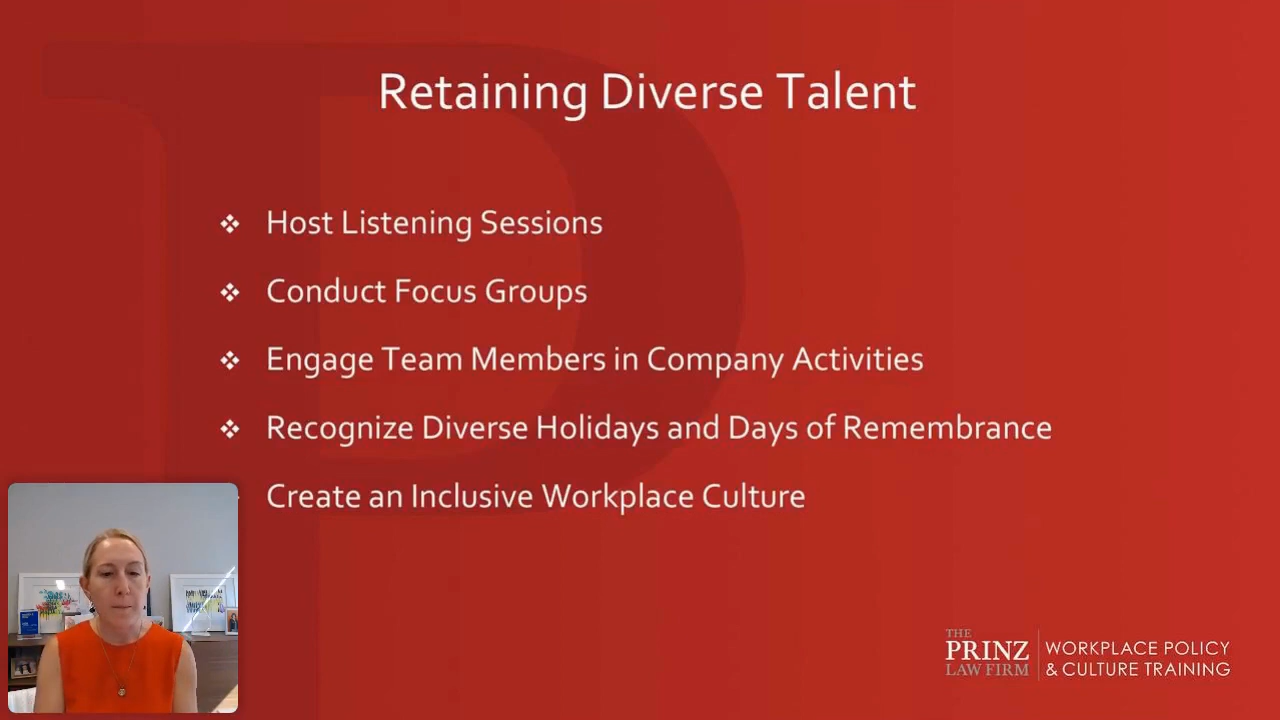 Retaining Diverse Talent
❖ Host Listening Sessions
❖ Conduct Focus Groups
❖ Engage Team Members in Company Activities
❖ Recognize Diverse Holidays and Days of Remembrance
Create an Inclusive Workplace Culture
THE
PRINZ
LAW FIRM
WORKPLACE POLICY
& CULTURE TRAINING